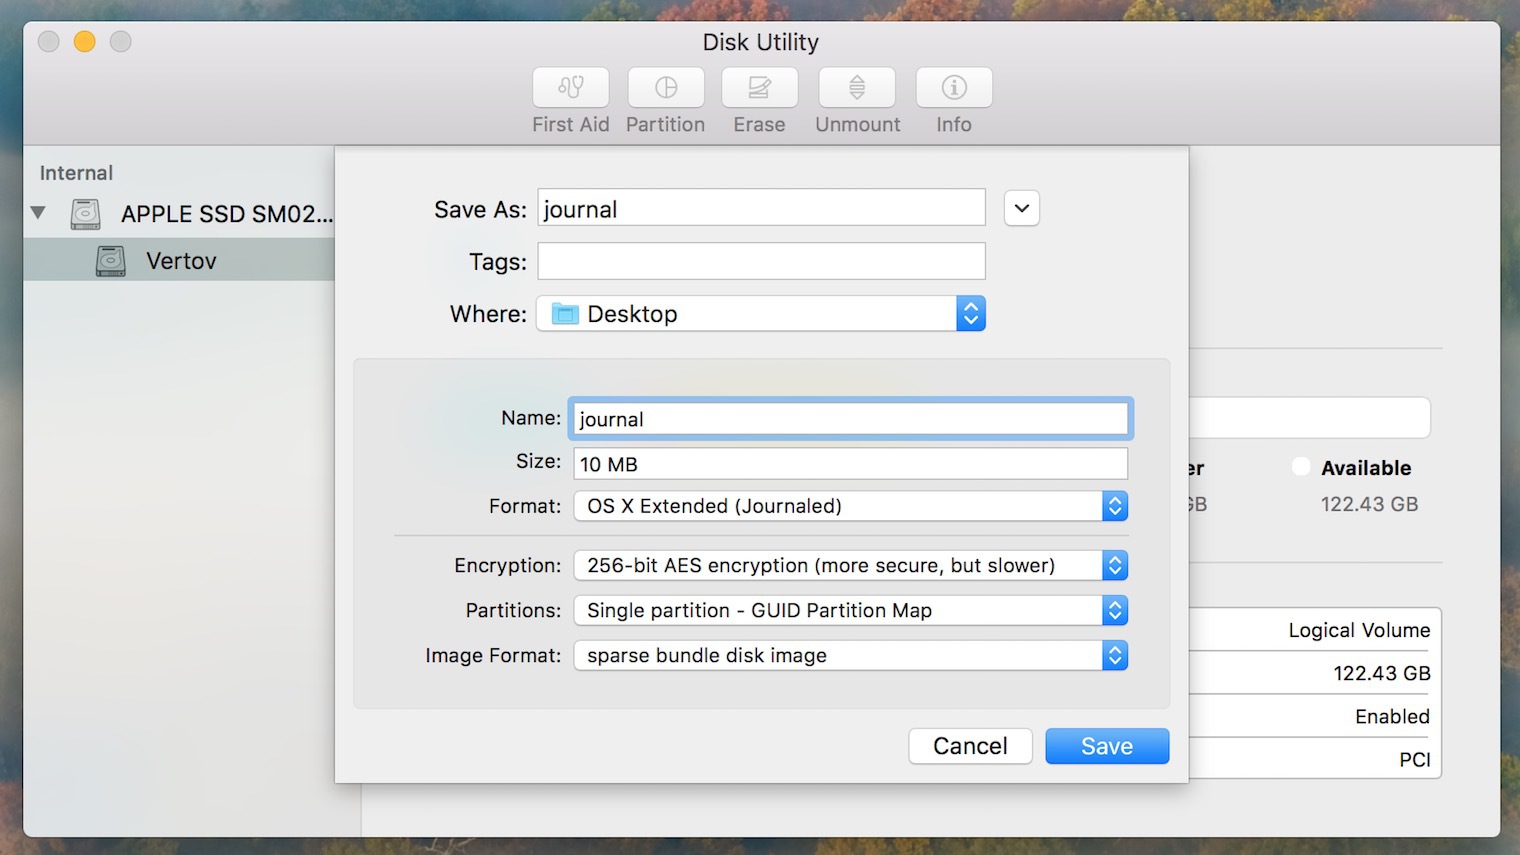 Disk Utility
First Aid
Partition
Erase
Unmount
Info
Internal
APPLE SSD SM02...
Vertov
Save As: journal
Tags:
Where: Desktop
Name: journal
Size: 10 MB
Format: OS X Extended (Journaled)
Encryption: 256-bit AES encryption (more secure, but slower)
Partitions: Single partition - GUID Partition Map
Image Format: sparse bundle disk image
Cancel
Save
er
GB
Available
122.43 GB
Logical Volume
122.43 GB
Enabled
PCI